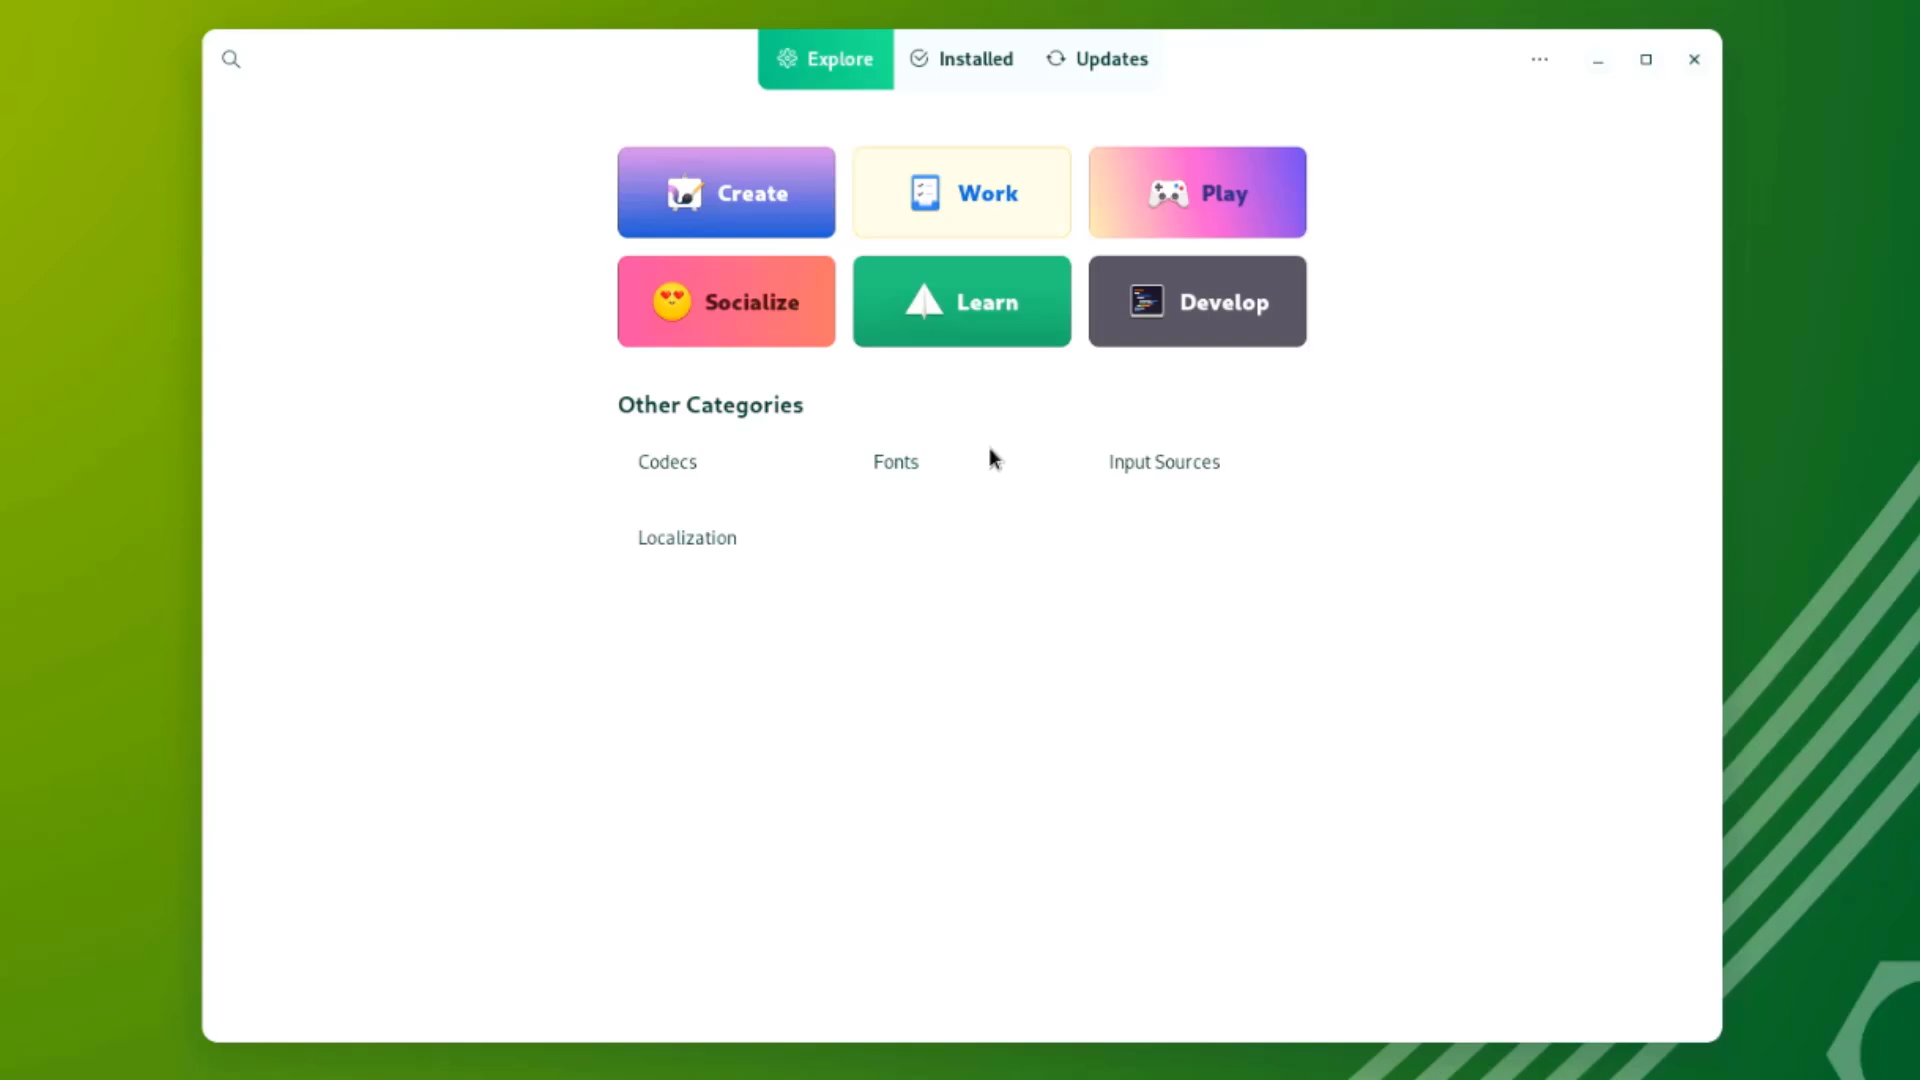 Explore Installed Updates
Create Work Play
Socialize Learn Develop
Other Categories
Codecs Fonts Input Sources
Localization